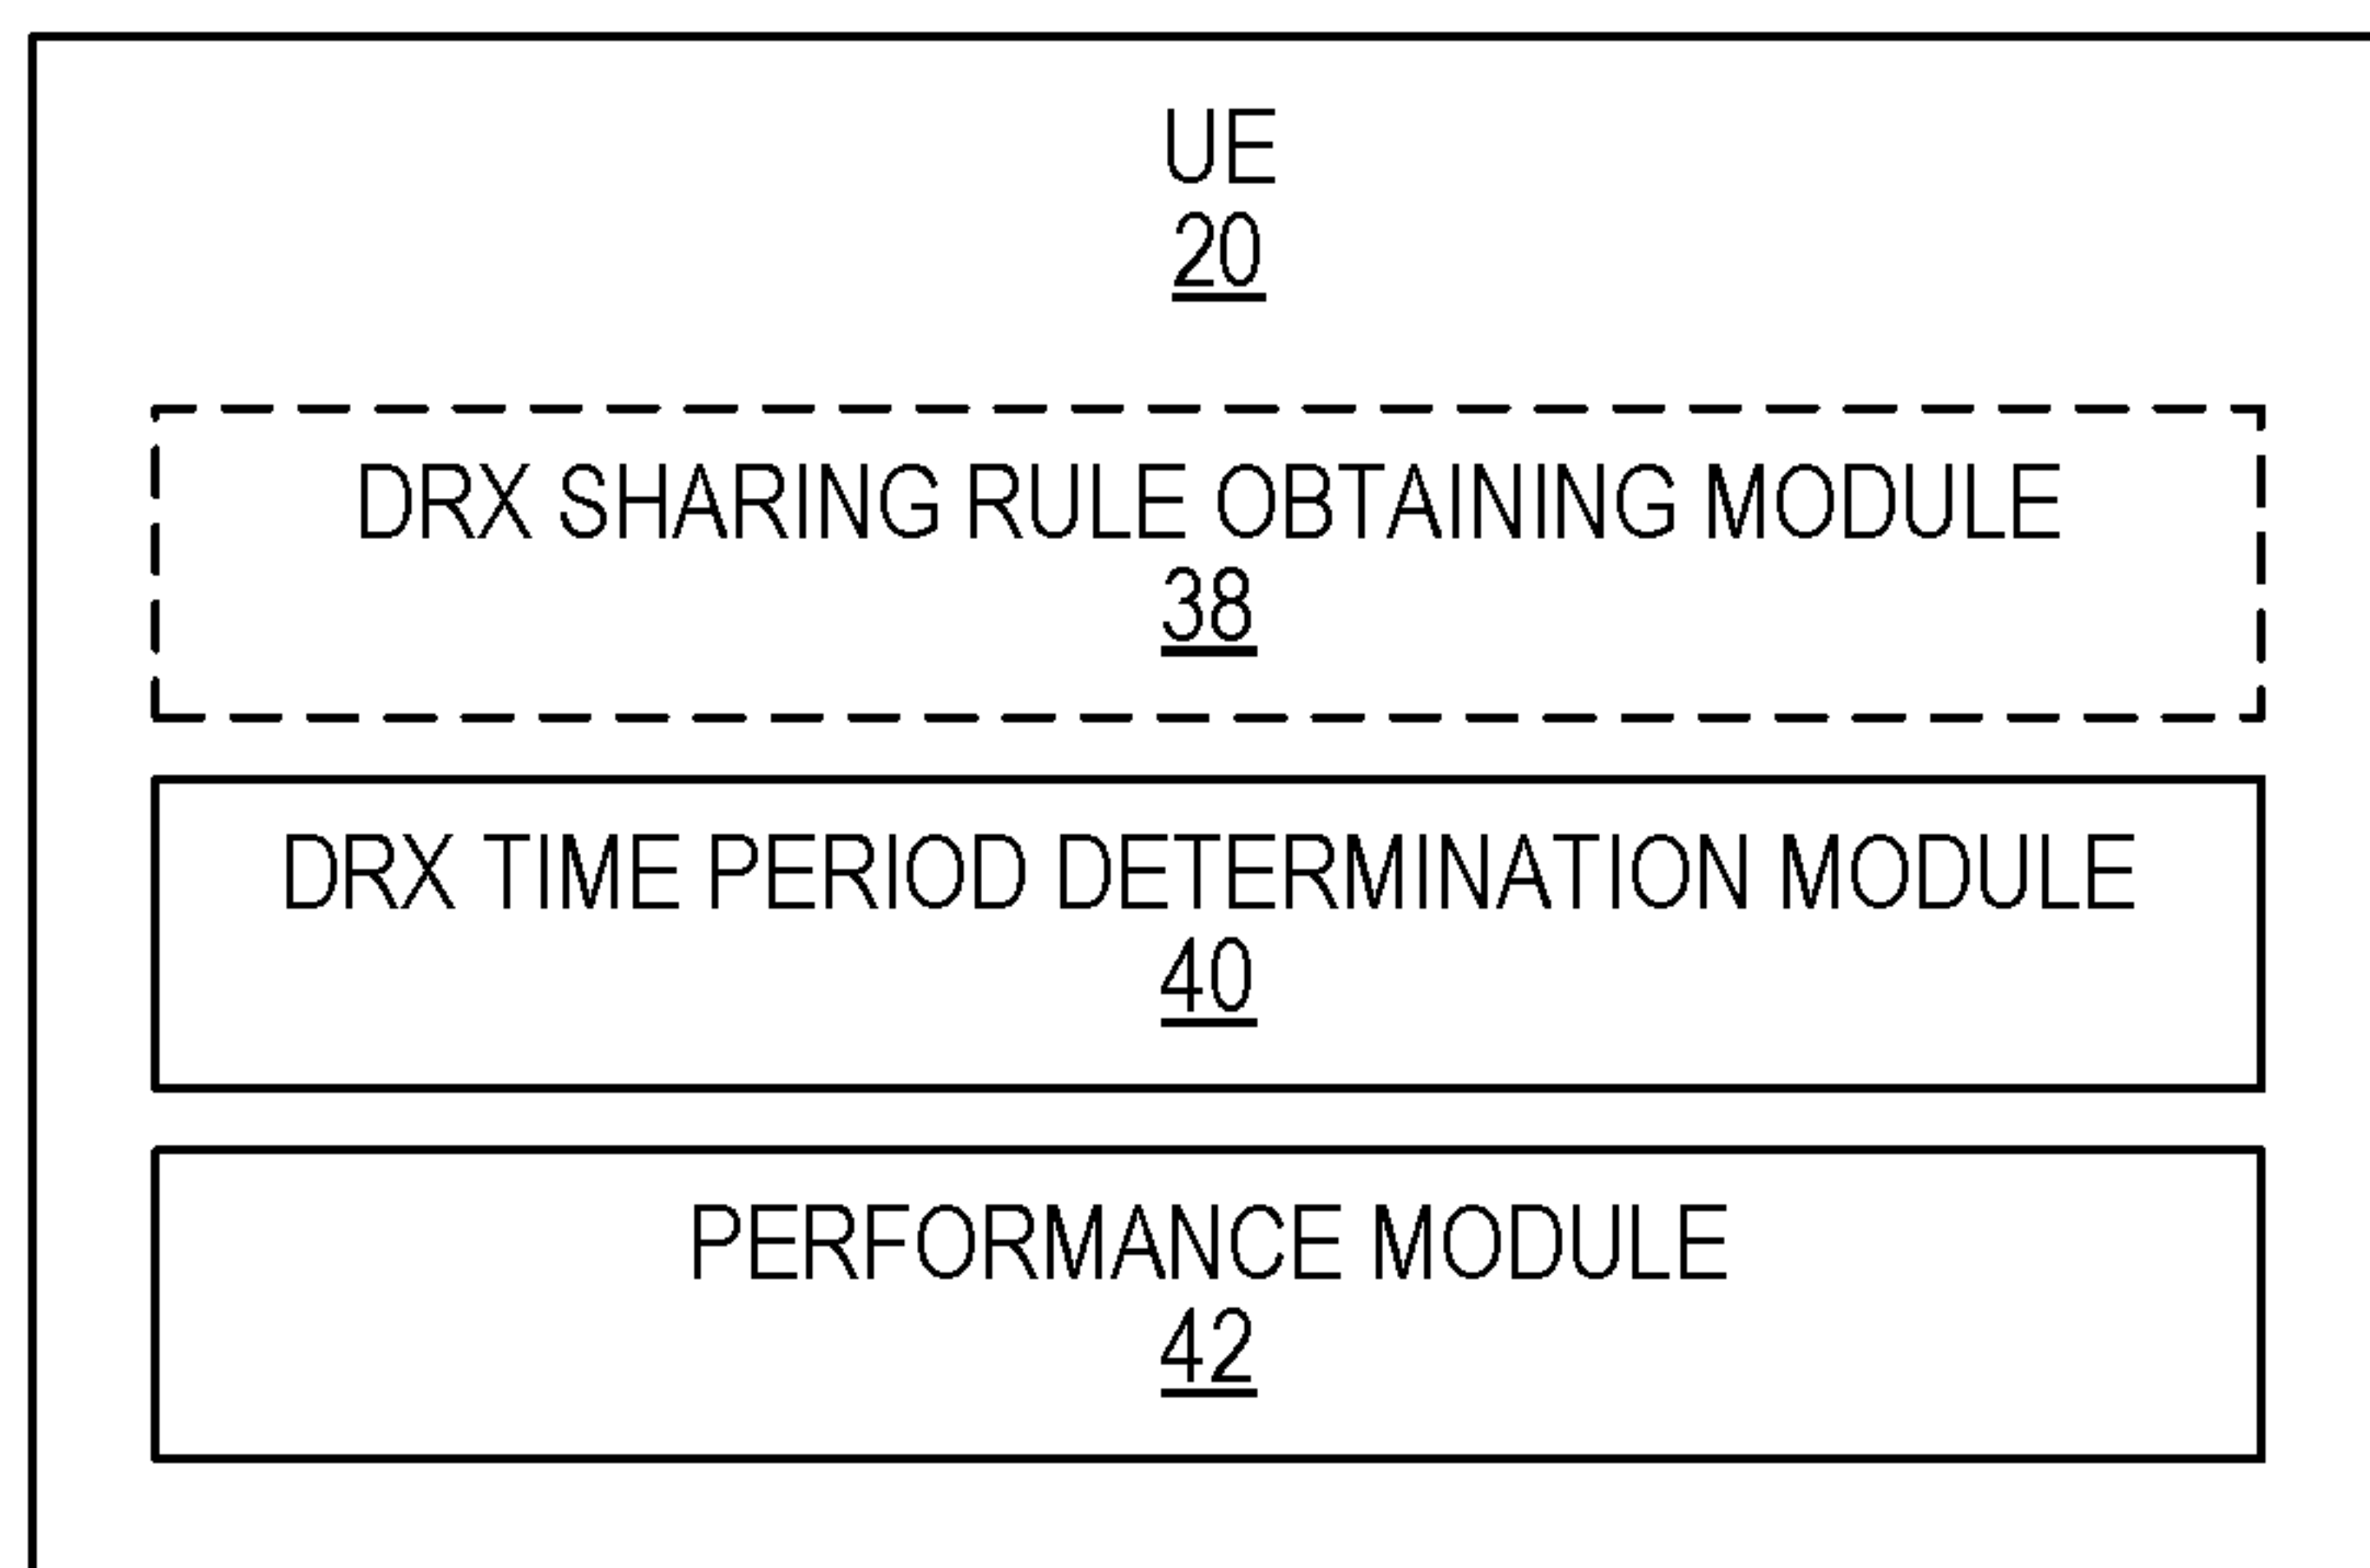 UE
20
DRX SHARING RULE OBTAINING MODULE
38
DRX TIME PERIOD DETERMINATION MODULE
40
PERFORMANCE MODULE
42